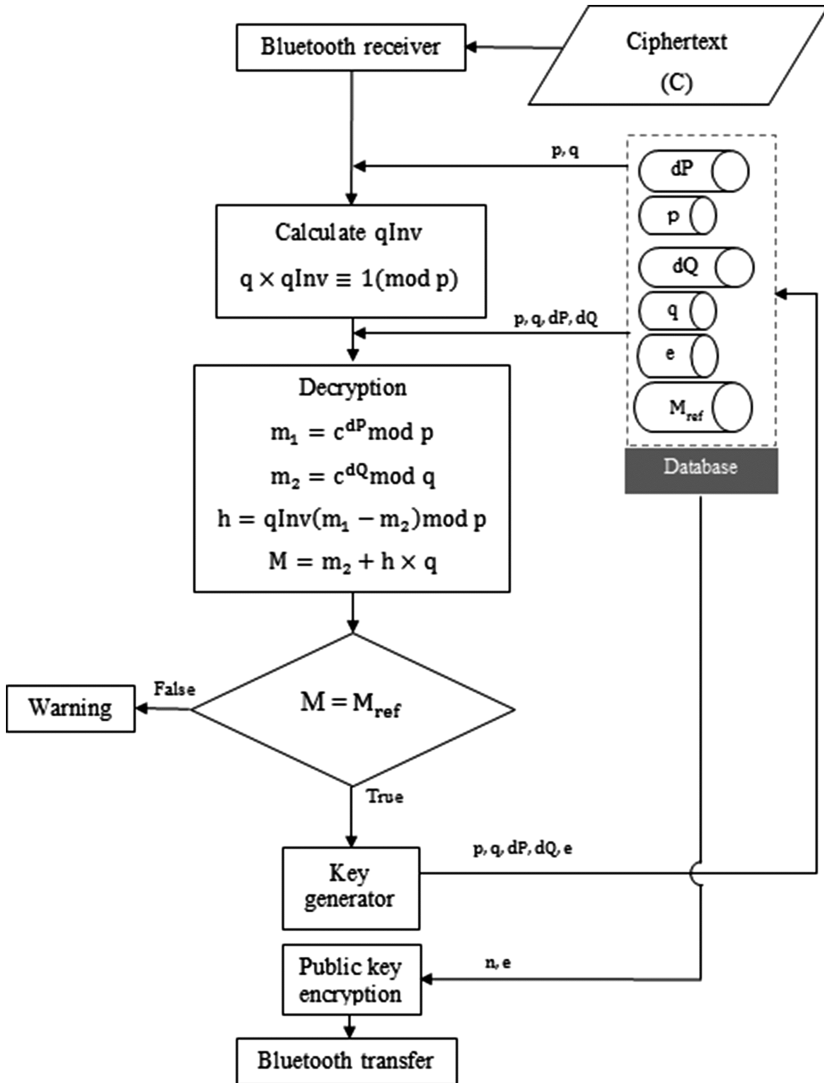 Bluetooth receiver
Ciphertext
(C)
p, q
dP
p
dQ
q
e
M_ref
Database
Calculate qInv
q × qInv ≡ 1(mod p)
p, q, dP, dQ
Decryption
m₁ = c^dP mod p
m₂ = c^dQ mod q
h = qInv(m₁ − m₂)mod p
M = m₂ + h × q
M = M_ref
False
Warning
True
Key
generator
p, q, dP, dQ, e
Public key
encryption
n, e
Bluetooth transfer